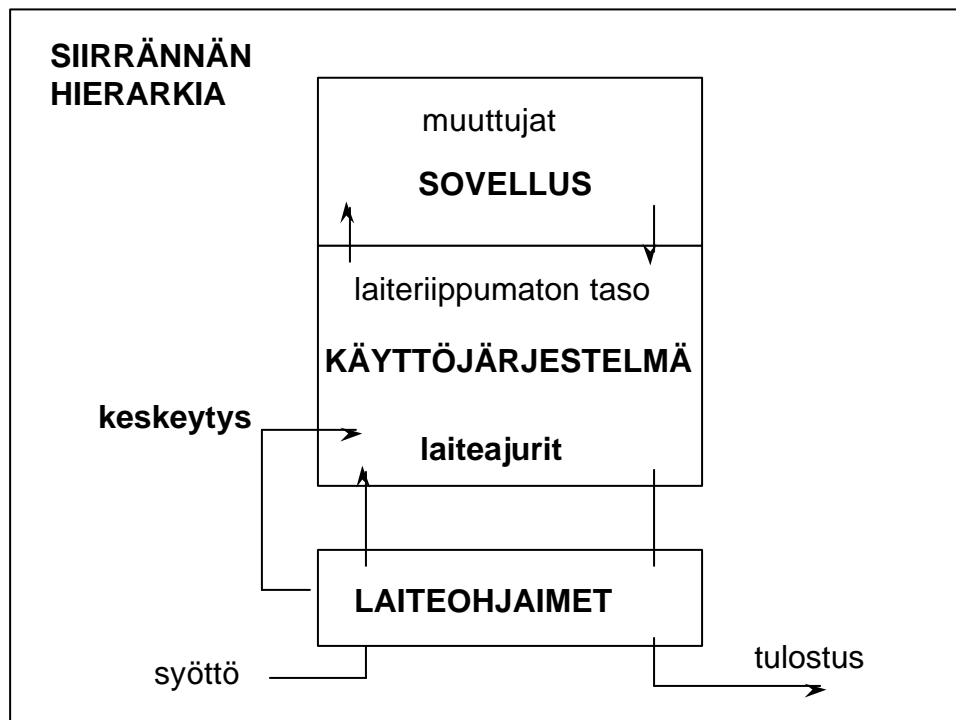 SIIRRÄNNÄN
HIERARKIA
muuttujat
SOVELLUS
laiteriippumaton taso
KÄYTTÖJÄRJESTELMÄ
keskeytys
laiteajurit
LAITEOHJAIMET
syöttö
tulostus